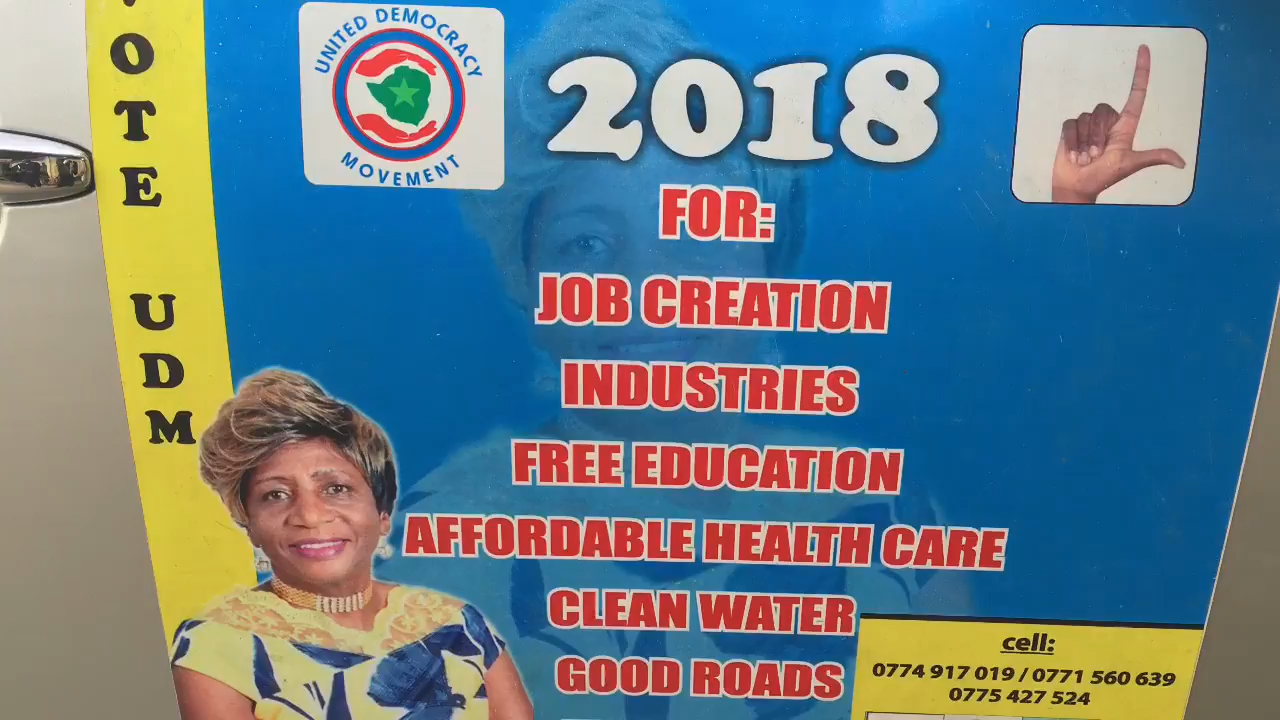 VOTE
UDM
UNITED DEMOCRACY
MOVEMENT
2018
FOR:
JOB CREATION
INDUSTRIES
FREE EDUCATION
AFFORDABLE HEALTH CARE
CLEAN WATER
GOOD ROADS
cell:
0774 917 019 / 0771 560 639
0775 427 524